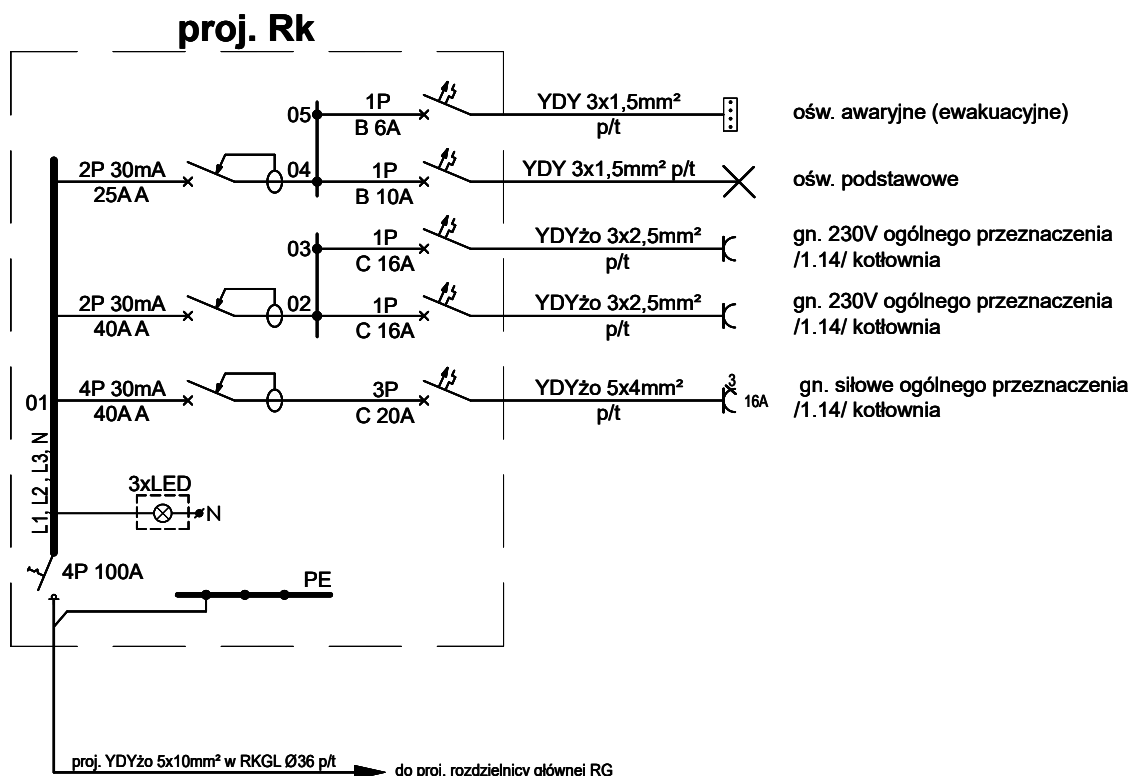 proj. Rk
05
1P
B 6A
YDY 3x1,5mm²
p/t
ośw. awaryjne (ewakuacyjne)
2P 30mA
25A A
04
1P
B 10A
YDY 3x1,5mm² p/t
ośw. podstawowe
03
1P
C 16A
YDYżo 3x2,5mm²
p/t
gn. 230V ogólnego przeznaczenia
/1.14/ kotłownia
2P 30mA
40A A
02
1P
C 16A
YDYżo 3x2,5mm²
p/t
gn. 230V ogólnego przeznaczenia
/1.14/ kotłownia
01
4P 30mA
40A A
3P
C 20A
YDYżo 5x4mm²
p/t
3
16A
gn. siłowe ogólnego przeznaczenia
/1.14/ kotłownia
L1, L2 , L3, N
3xLED
N
4P 100A
PE
proj. YDYżo 5x10mm² w RKGL Ø36 p/t
do proj. rozdzielnicy głównej RG